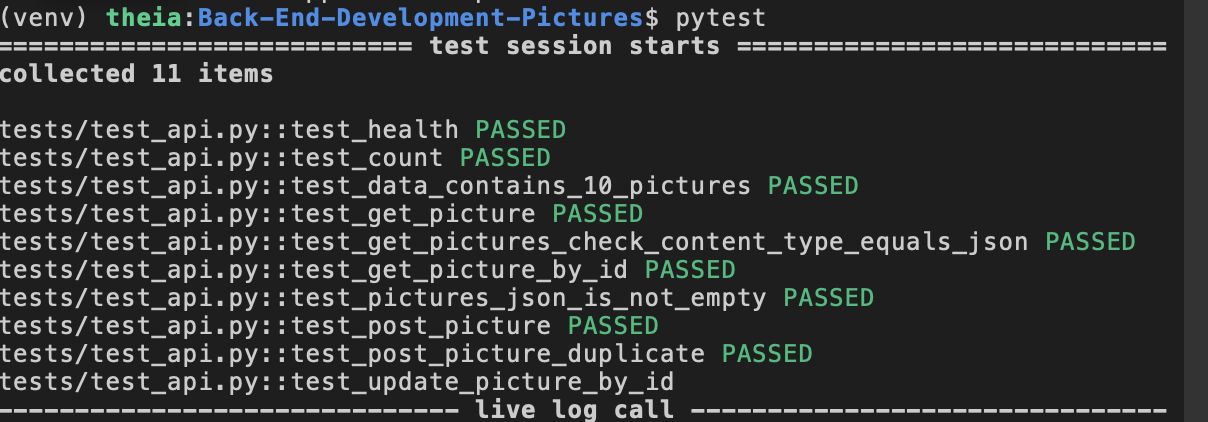 (venv) theia:Back-End-Development-Pictures$ pytest
=========================== test session starts ============================
collected 11 items
tests/test_api.py::test_health PASSED
tests/test_api.py::test_count PASSED
tests/test_api.py::test_data_contains_10_pictures PASSED
tests/test_api.py::test_get_picture PASSED
tests/test_api.py::test_get_pictures_check_content_type_equals_json PASSED
tests/test_api.py::test_get_picture_by_id PASSED
tests/test_api.py::test_pictures_json_is_not_empty PASSED
tests/test_api.py::test_post_picture PASSED
tests/test_api.py::test_post_picture_duplicate PASSED
tests/test_api.py::test_update_picture_by_id
------------------------------ live log call -------------------------------